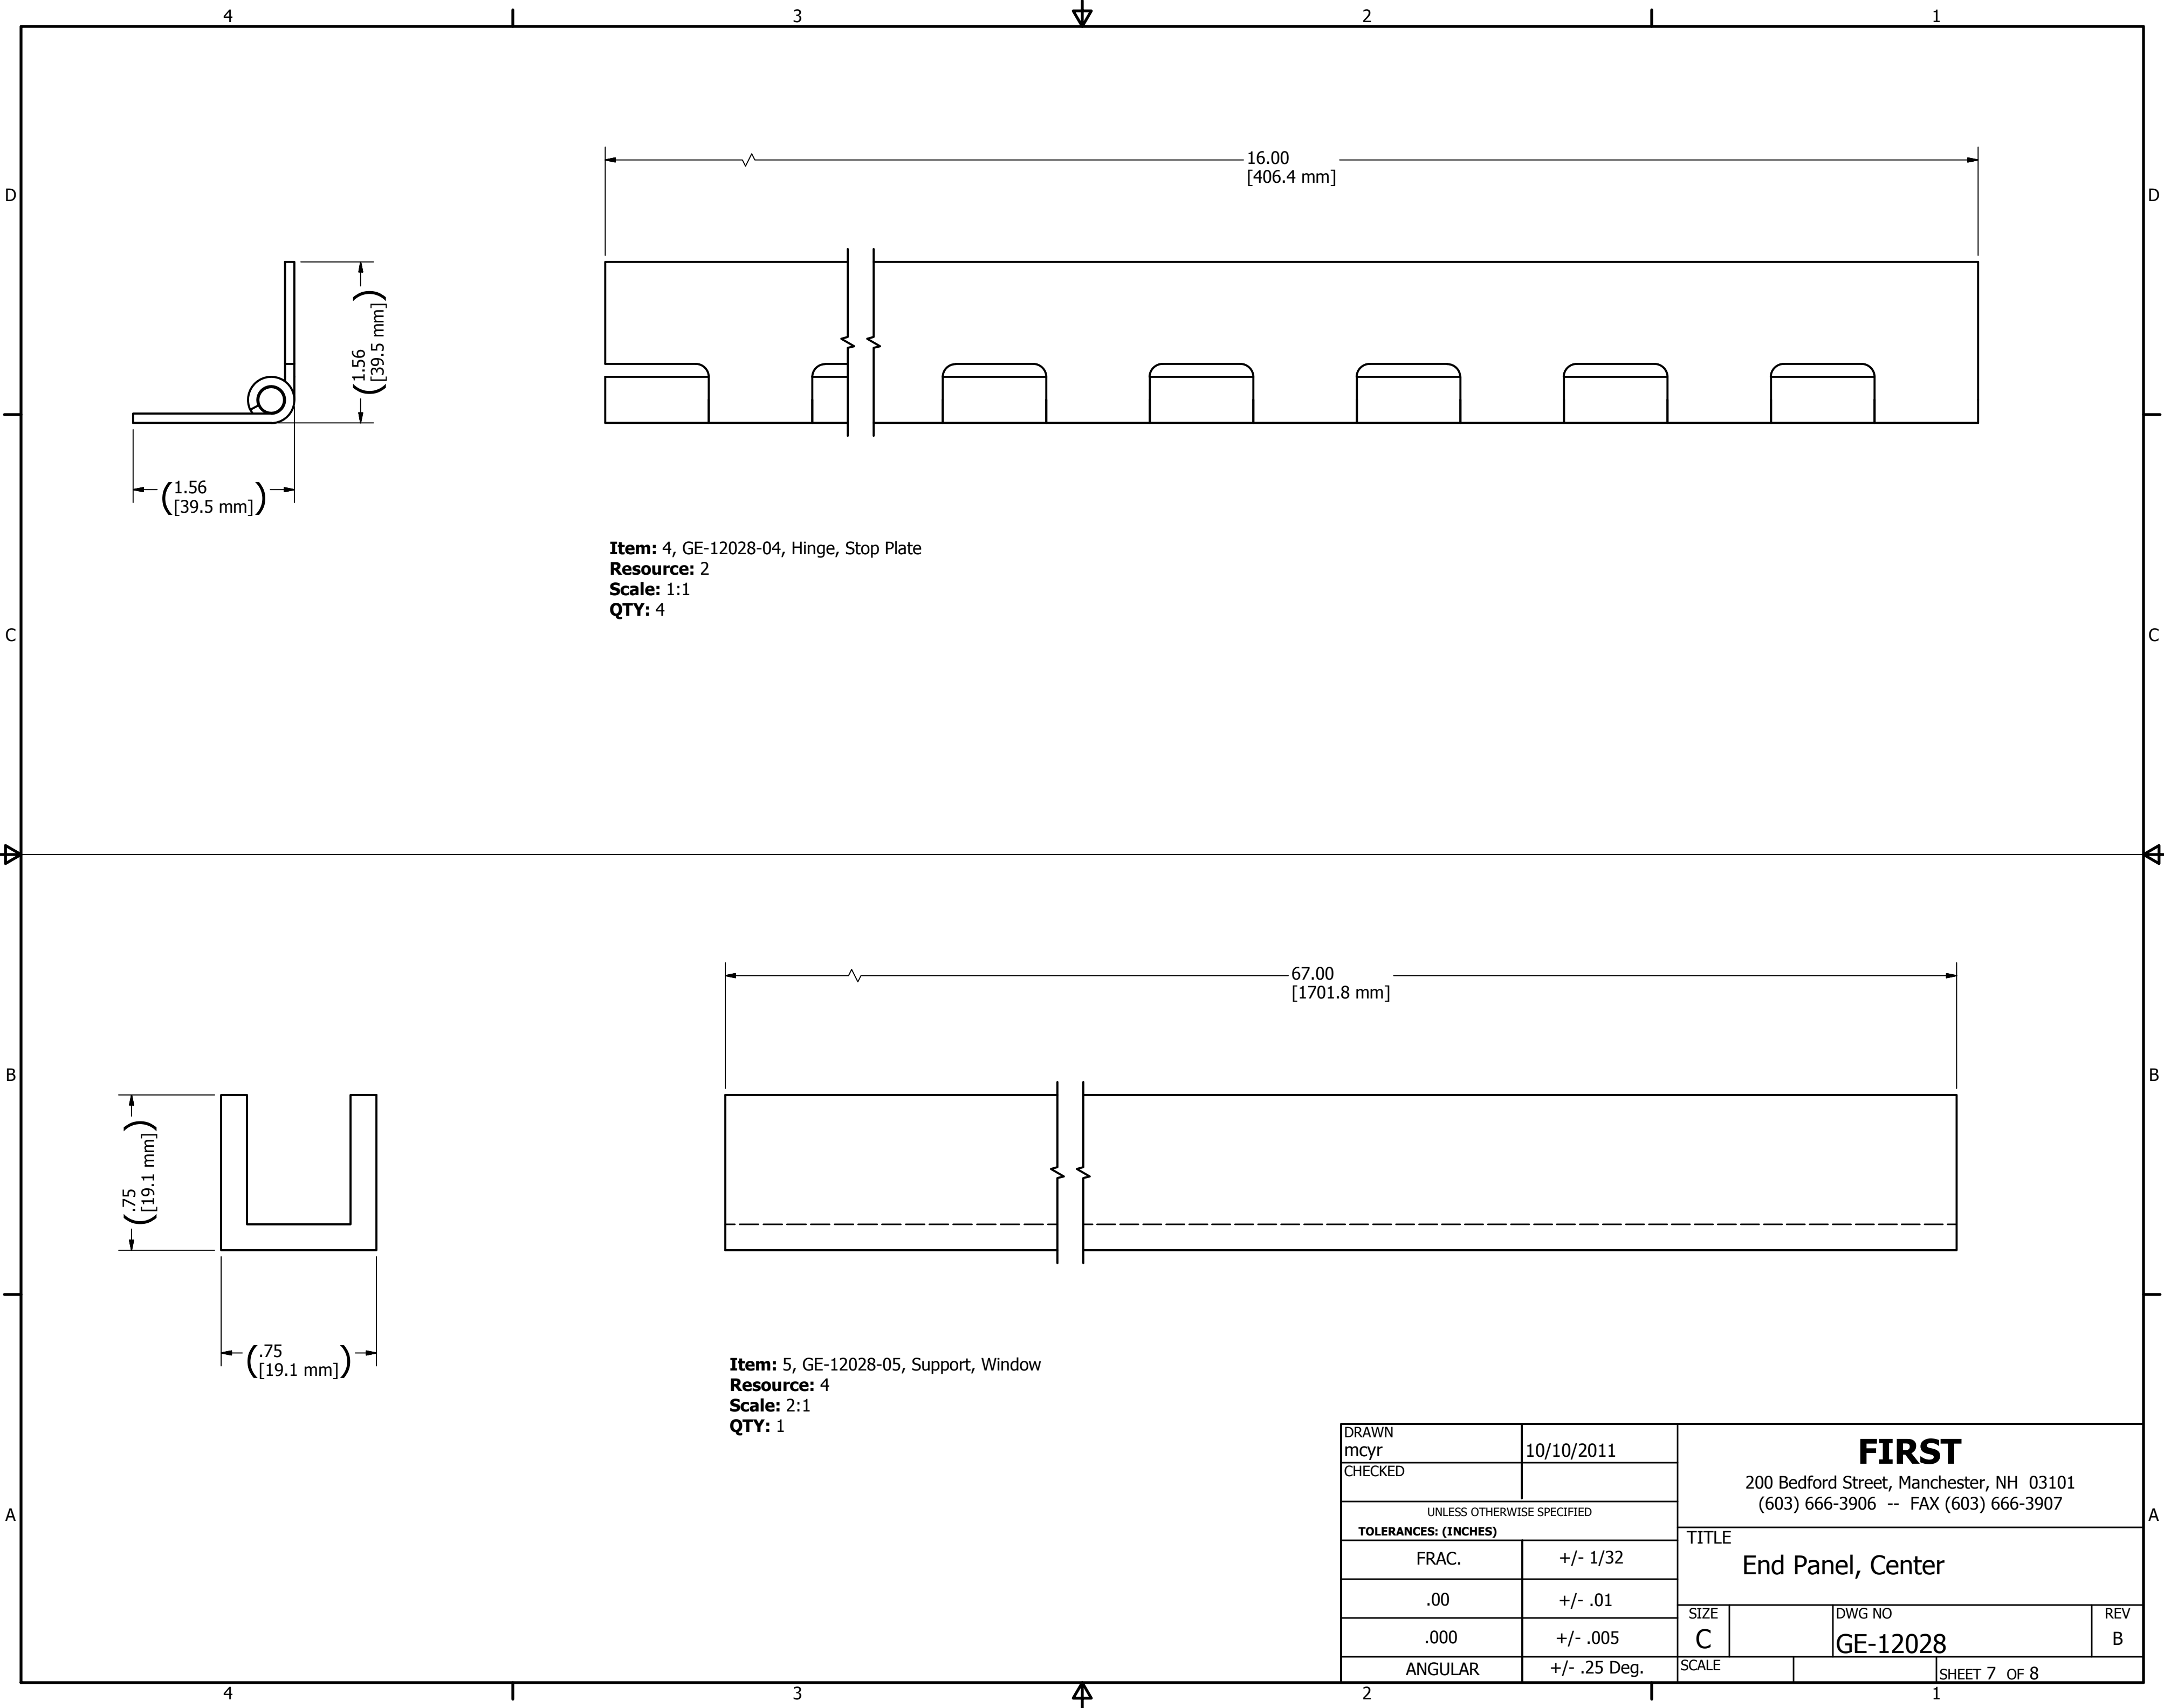 4
3
2
1
D
D
16.00
[406.4 mm]
(1.56
[39.5 mm])
(1.56
[39.5 mm])
Item: 4, GE-12028-04, Hinge, Stop Plate
Resource: 2
Scale: 1:1
QTY: 4
C
C
67.00
[1701.8 mm]
B
B
(.75
[19.1 mm])
(.75
[19.1 mm])
Item: 5, GE-12028-05, Support, Window
Resource: 4
Scale: 2:1
QTY: 1
A
A
DRAWN
mcyr
10/10/2011
CHECKED
UNLESS OTHERWISE SPECIFIED
TOLERANCES: (INCHES)
FRAC.
+/- 1/32
.00
+/- .01
.000
+/- .005
ANGULAR
+/- .25 Deg.
FIRST
200 Bedford Street, Manchester, NH 03101
(603) 666-3906 -- FAX (603) 666-3907
TITLE
End Panel, Center
SIZE
C
DWG NO
GE-12028
REV
B
SCALE
SHEET 7 OF 8
4
3
2
1